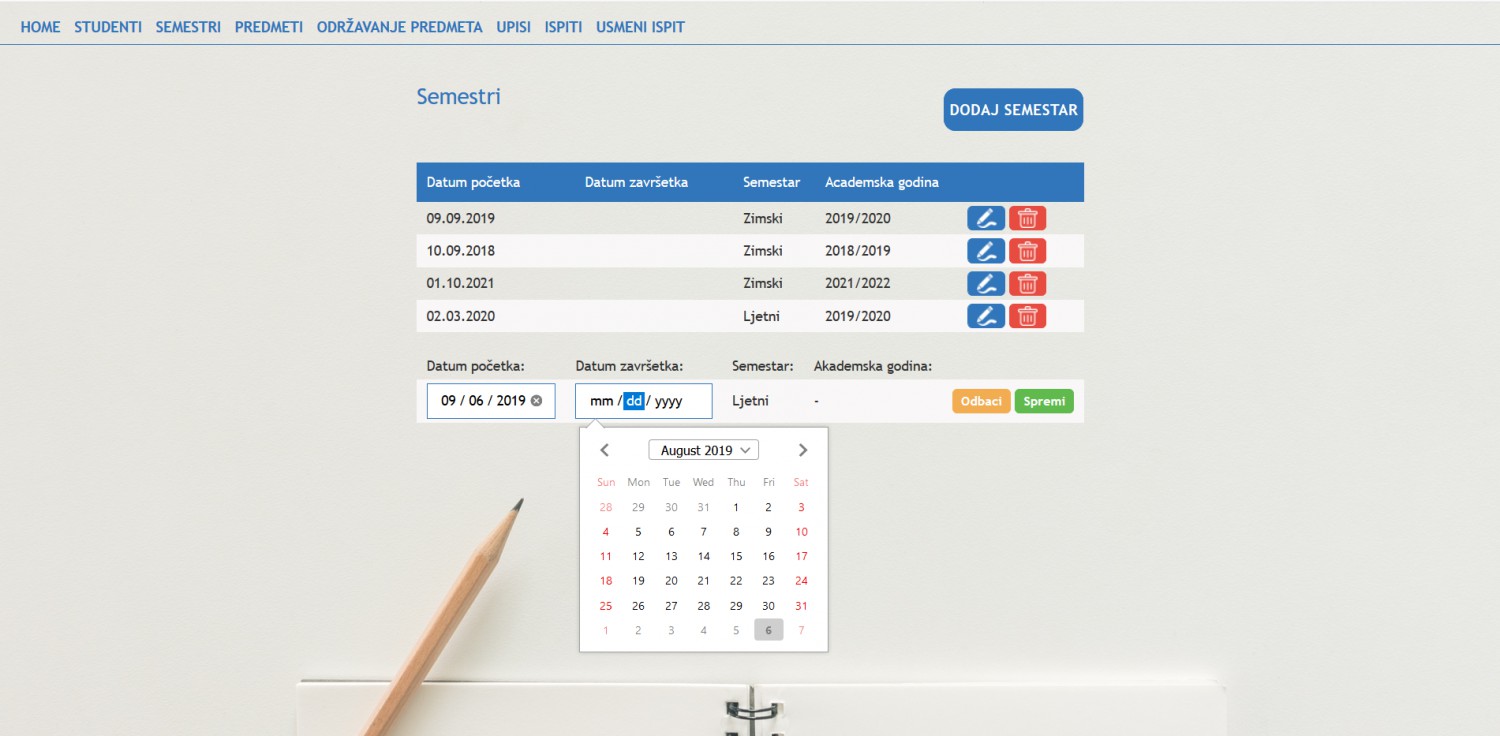 HOME STUDENTI SEMESTRI PREDMETI ODRŽAVANJE PREDMETA UPISI ISPITI USMENI ISPIT
Semestri
DODAJ SEMESTAR
Datum početka Datum završetka Semestar Academska godina
09.09.2019 Zimski 2019/2020
10.09.2018 Zimski 2018/2019
01.10.2021 Zimski 2021/2022
02.03.2020 Ljetni 2019/2020
Datum početka: Datum završetka: Semestar: Akademska godina:
09 / 06 / 2019 mm / dd / yyyy Ljetni - Odbaci Spremi
August 2019
Sun Mon Tue Wed Thu Fri Sat
28 29 30 31 1 2 3
4 5 6 7 8 9 10
11 12 13 14 15 16 17
18 19 20 21 22 23 24
25 26 27 28 29 30 31
1 2 3 4 5 6 7